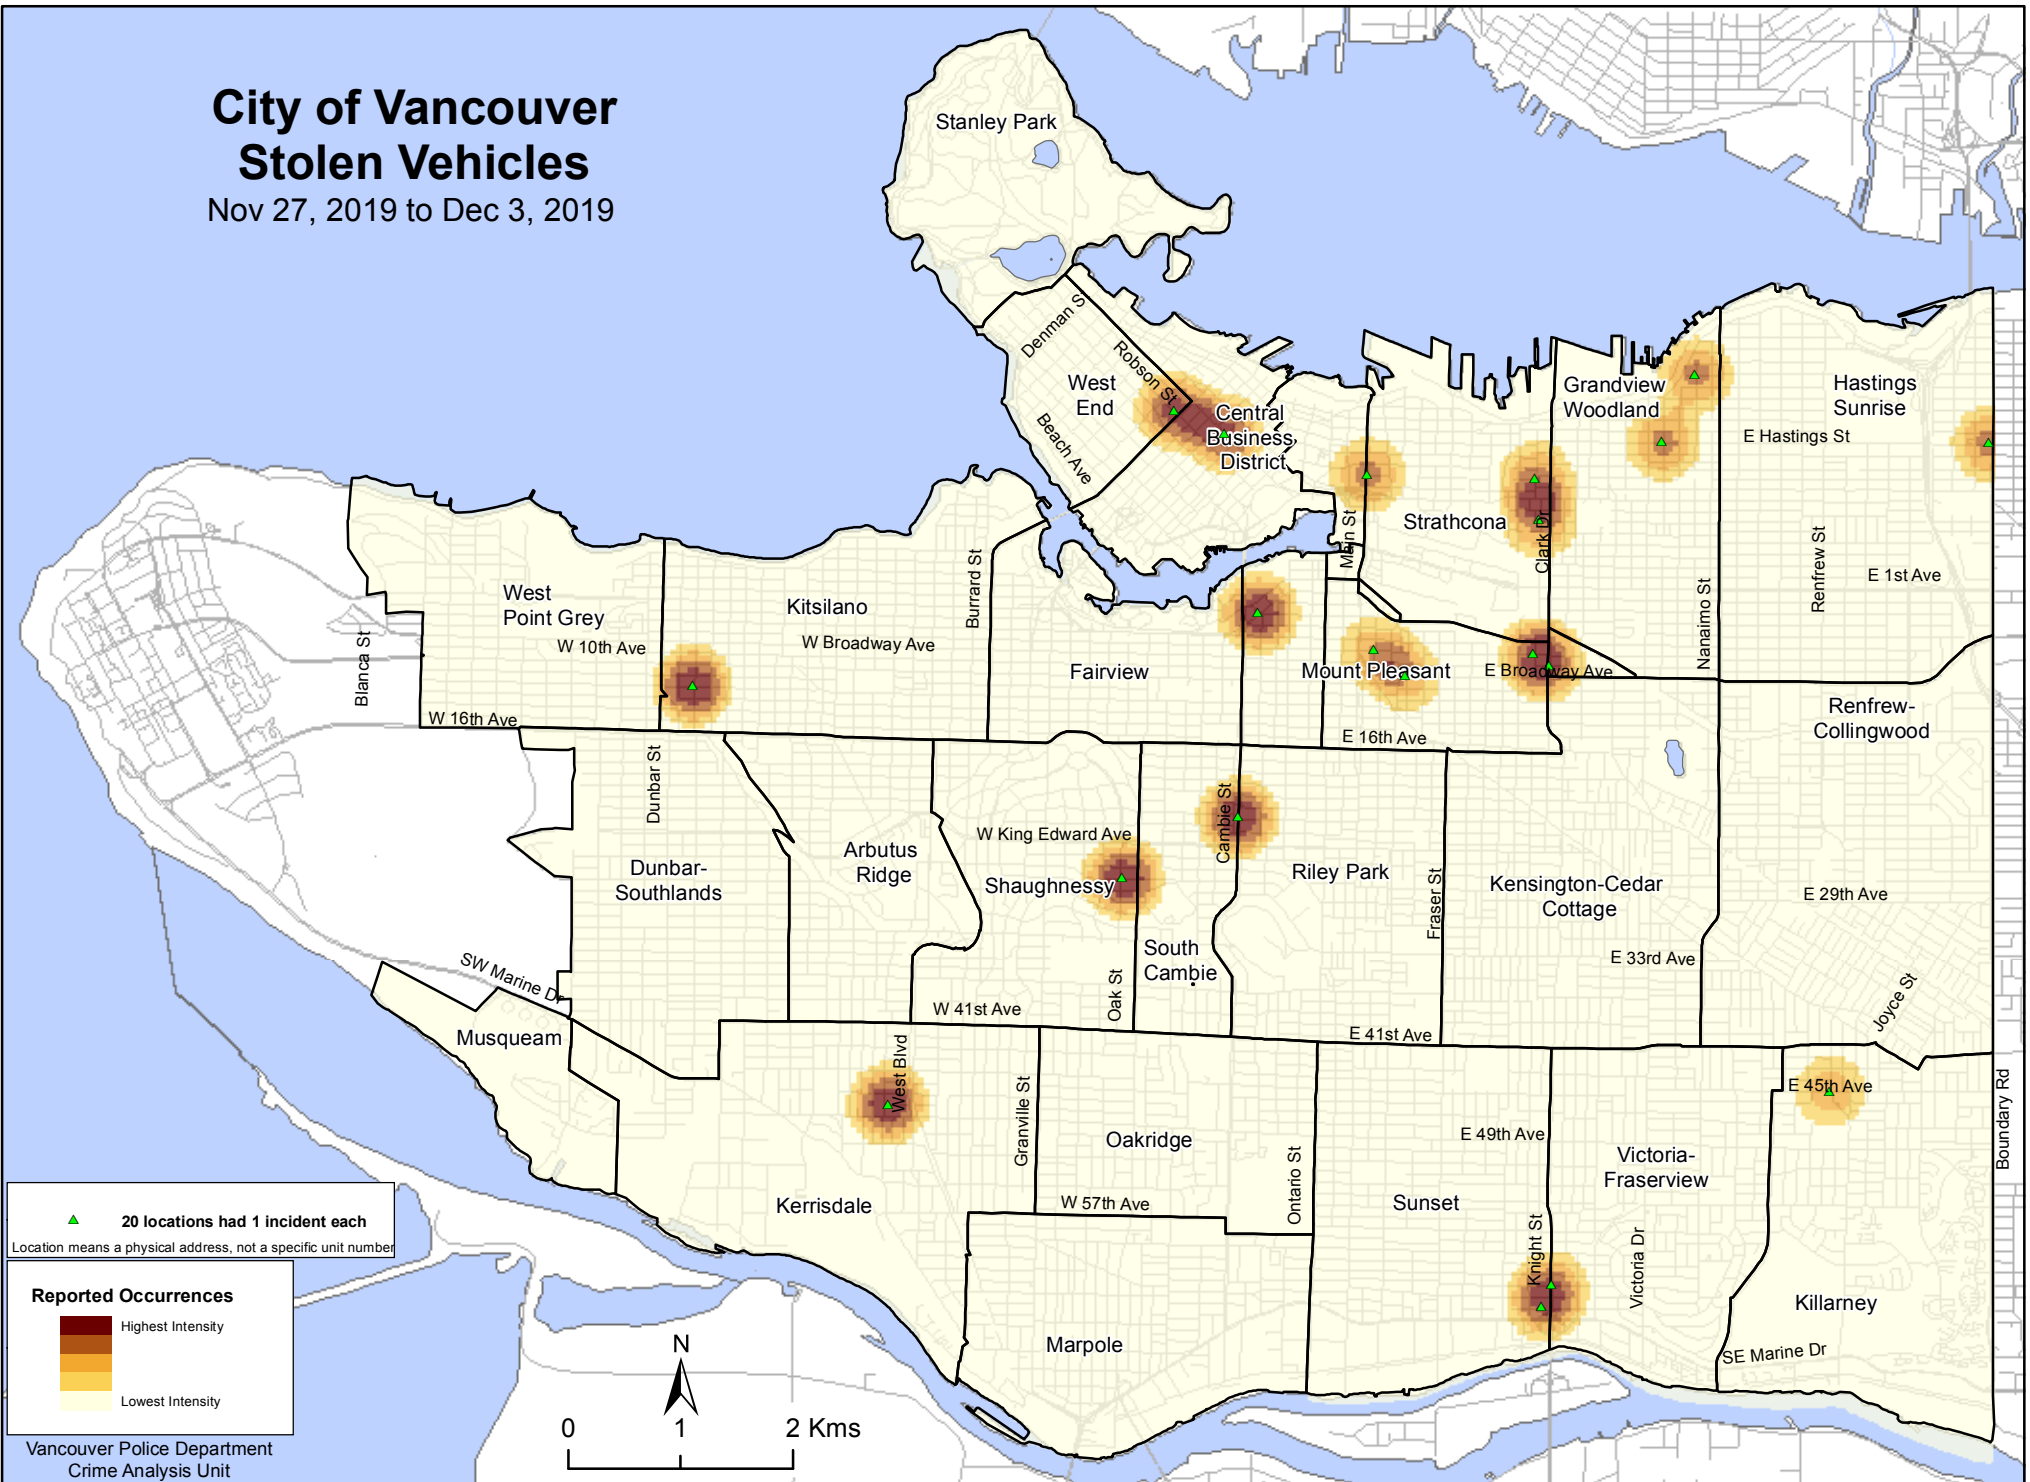 City of Vancouver
Stolen Vehicles
Nov 27, 2019 to Dec 3, 2019
Stanley Park
Denman S
Robson St
West
End
Beach Ave
Central
Business
District
Grandview
Woodland
Hastings
Sunrise
E Hastings St
Strathcona
Main St
Clark Dr
Nanaimo St
Renfrew St
E 1st Ave
West
Point Grey
Kitsilano
Burrard St
W 10th Ave
W Broadway Ave
Blanca St
Fairview
Mount Pleasant
E Broadway Ave
Renfrew-
Collingwood
W 16th Ave
E 16th Ave
Dunbar St
Cambie St
W King Edward Ave
Arbutus
Ridge
Dunbar-
Southlands
Shaughnessy
Riley Park
Fraser St
Kensington-Cedar
Cottage
E 29th Ave
South
Cambie
E 33rd Ave
SW Marine Dr
Oak St
Joyce St
W 41st Ave
E 41st Ave
Musqueam
West Blvd
Granville St
E 45th Ave
Boundary Rd
Oakridge
E 49th Ave
Victoria-
Fraserview
Ontario St
Kerrisdale
W 57th Ave
Sunset
Knight St
Victoria Dr
Killarney
Marpole
SE Marine Dr
20 locations had 1 incident each
Location means a physical address, not a specific unit number
Reported Occurrences
Highest Intensity
Lowest Intensity
N
0 1 2 Kms
Vancouver Police Department
Crime Analysis Unit